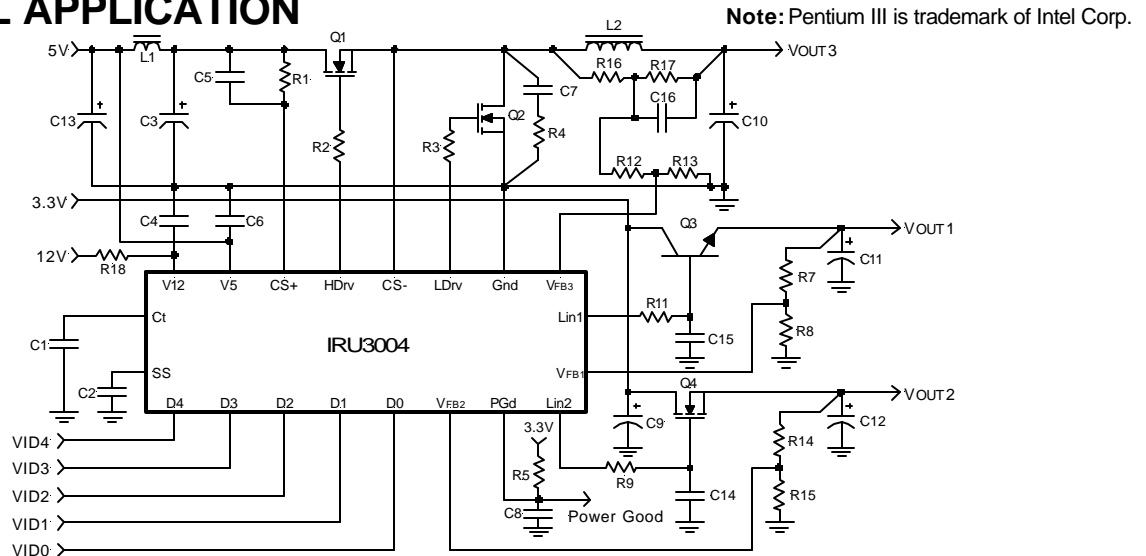 L APPLICATION
Note: Pentium III is trademark of Intel Corp.
L2
Q1
5V
VOUT3
L1
R16
R17
C5
R1
C7
C16
C13
C3
Q2
C10
R2
R3
R4
R12
R13
3.3V
C4
C6
Q3
VOUT1
12V
R18
C11
R7
V12
V5
CS+
HDrv
CS-
LDrv
Gnd
VFB3
R11
Ct
Lin1
R8
C1
IRU3004
C15
SS
VFB1
Q4
C2
VOUT2
D4
D3
D2
D1
D0
VFB2
PGd
Lin2
C9
C12
3.3V
VID4
R14
VID3
R5
R9
VID2
C14
R15
VID1
C8
Power Good
VID0